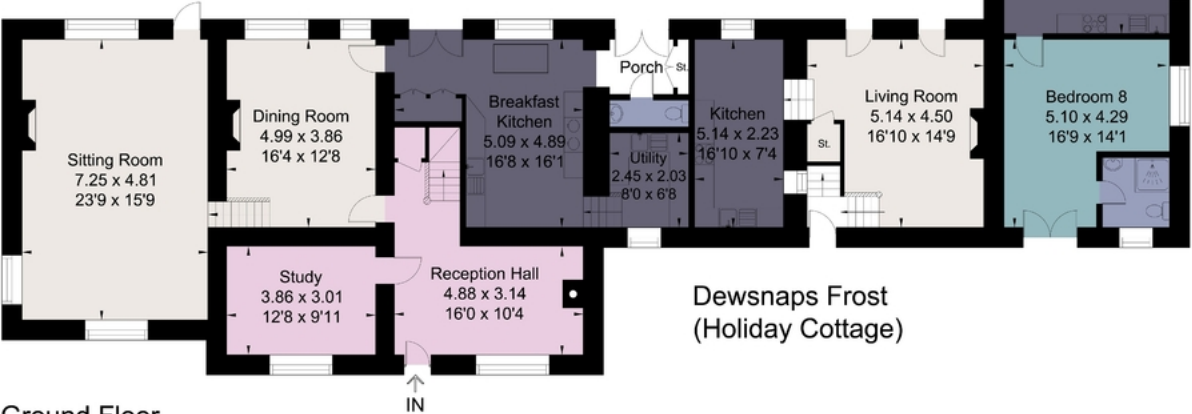 Sitting Room
7.25 x 4.81
23'9 x 15'9
Dining Room
4.99 x 3.86
16'4 x 12'8
Breakfast
Kitchen
5.09 x 4.89
16'8 x 16'1
Porch
St.
Utility
2.45 x 2.03
8'0 x 6'8
Kitchen
5.14 x 2.23
16'10 x 7'4
Living Room
5.14 x 4.50
16'10 x 14'9
St.
Bedroom 8
5.10 x 4.29
16'9 x 14'1
Study
3.86 x 3.01
12'8 x 9'11
Reception Hall
4.88 x 3.14
16'0 x 10'4
Dewsnaps Frost
(Holiday Cottage)
IN
Ground Floor